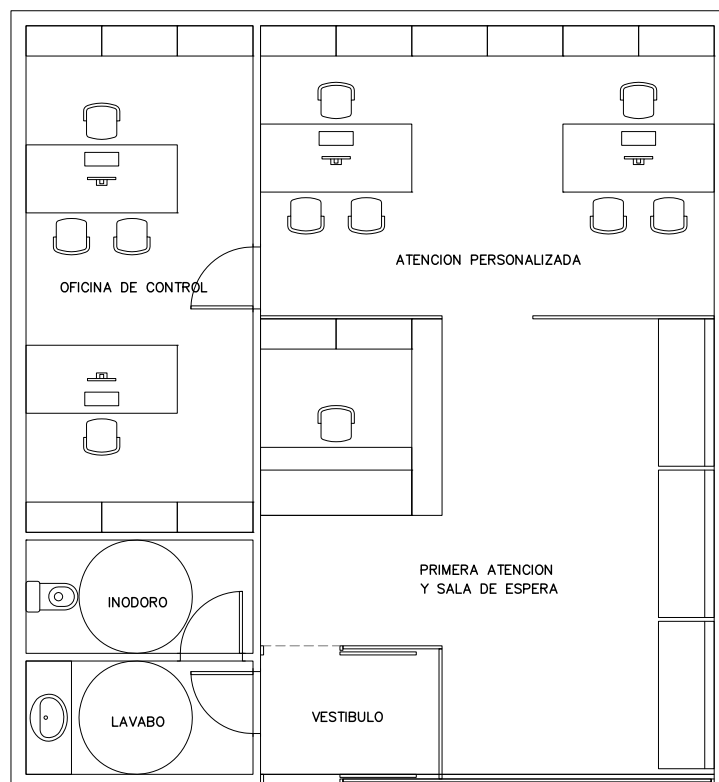 ATENCION PERSONALIZADA
OFICINA DE CONTROL
PRIMERA ATENCION
Y SALA DE ESPERA
INODORO
LAVABO
VESTIBULO